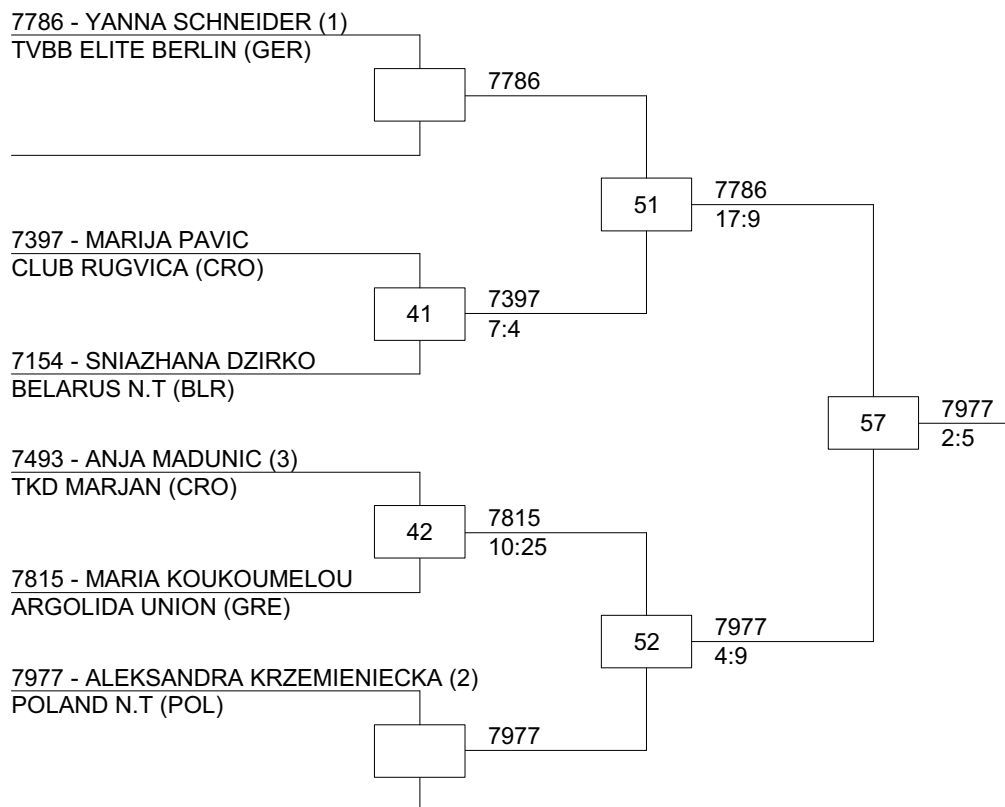 7786 - YANNA SCHNEIDER (1)
TVBB ELITE BERLIN (GER)
7786
51
7786
17:9
7397 - MARIJA PAVIC
CLUB RUGVICA (CRO)
41
7397
7:4
7154 - SNIAZHANA DZIRKO
BELARUS N.T (BLR)
57
7977
2:5
7493 - ANJA MADUNIC (3)
TKD MARJAN (CRO)
42
7815
10:25
7815 - MARIA KOUKOUMELOU
ARGOLIDA UNION (GRE)
52
7977
4:9
7977 - ALEKSANDRA KRZEMIENIECKA (2)
POLAND N.T (POL)
7977